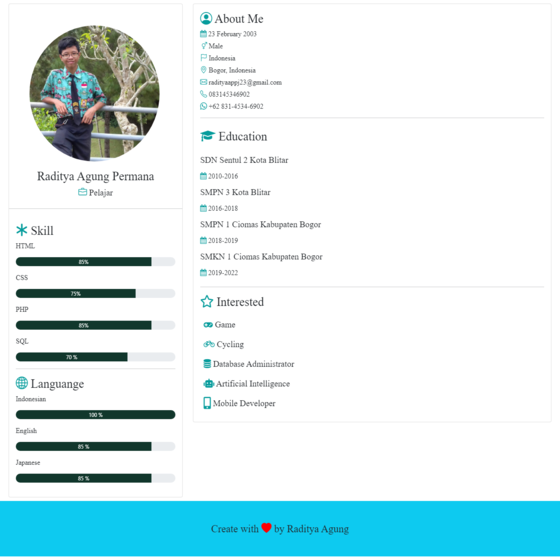 Raditya Agung Permana
Pelajar
Skill
HTML
85%
CSS
75%
PHP
85%
SQL
70 %
Languange
Indonesian
100 %
English
85 %
Japanese
85 %
About Me
23 February 2003
Male
Indonesia
Bogor, Indonesia
radityaappj23@gmail.com
083145346902
+62 831-4534-6902
Education
SDN Sentul 2 Kota Blitar
2010-2016
SMPN 3 Kota Blitar
2016-2018
SMPN 1 Ciomas Kabupaten Bogor
2018-2019
SMKN 1 Ciomas Kabupaten Bogor
2019-2022
Interested
Game
Cycling
Database Administrator
Artificial Intelligence
Mobile Developer
Create with ❤ by Raditya Agung